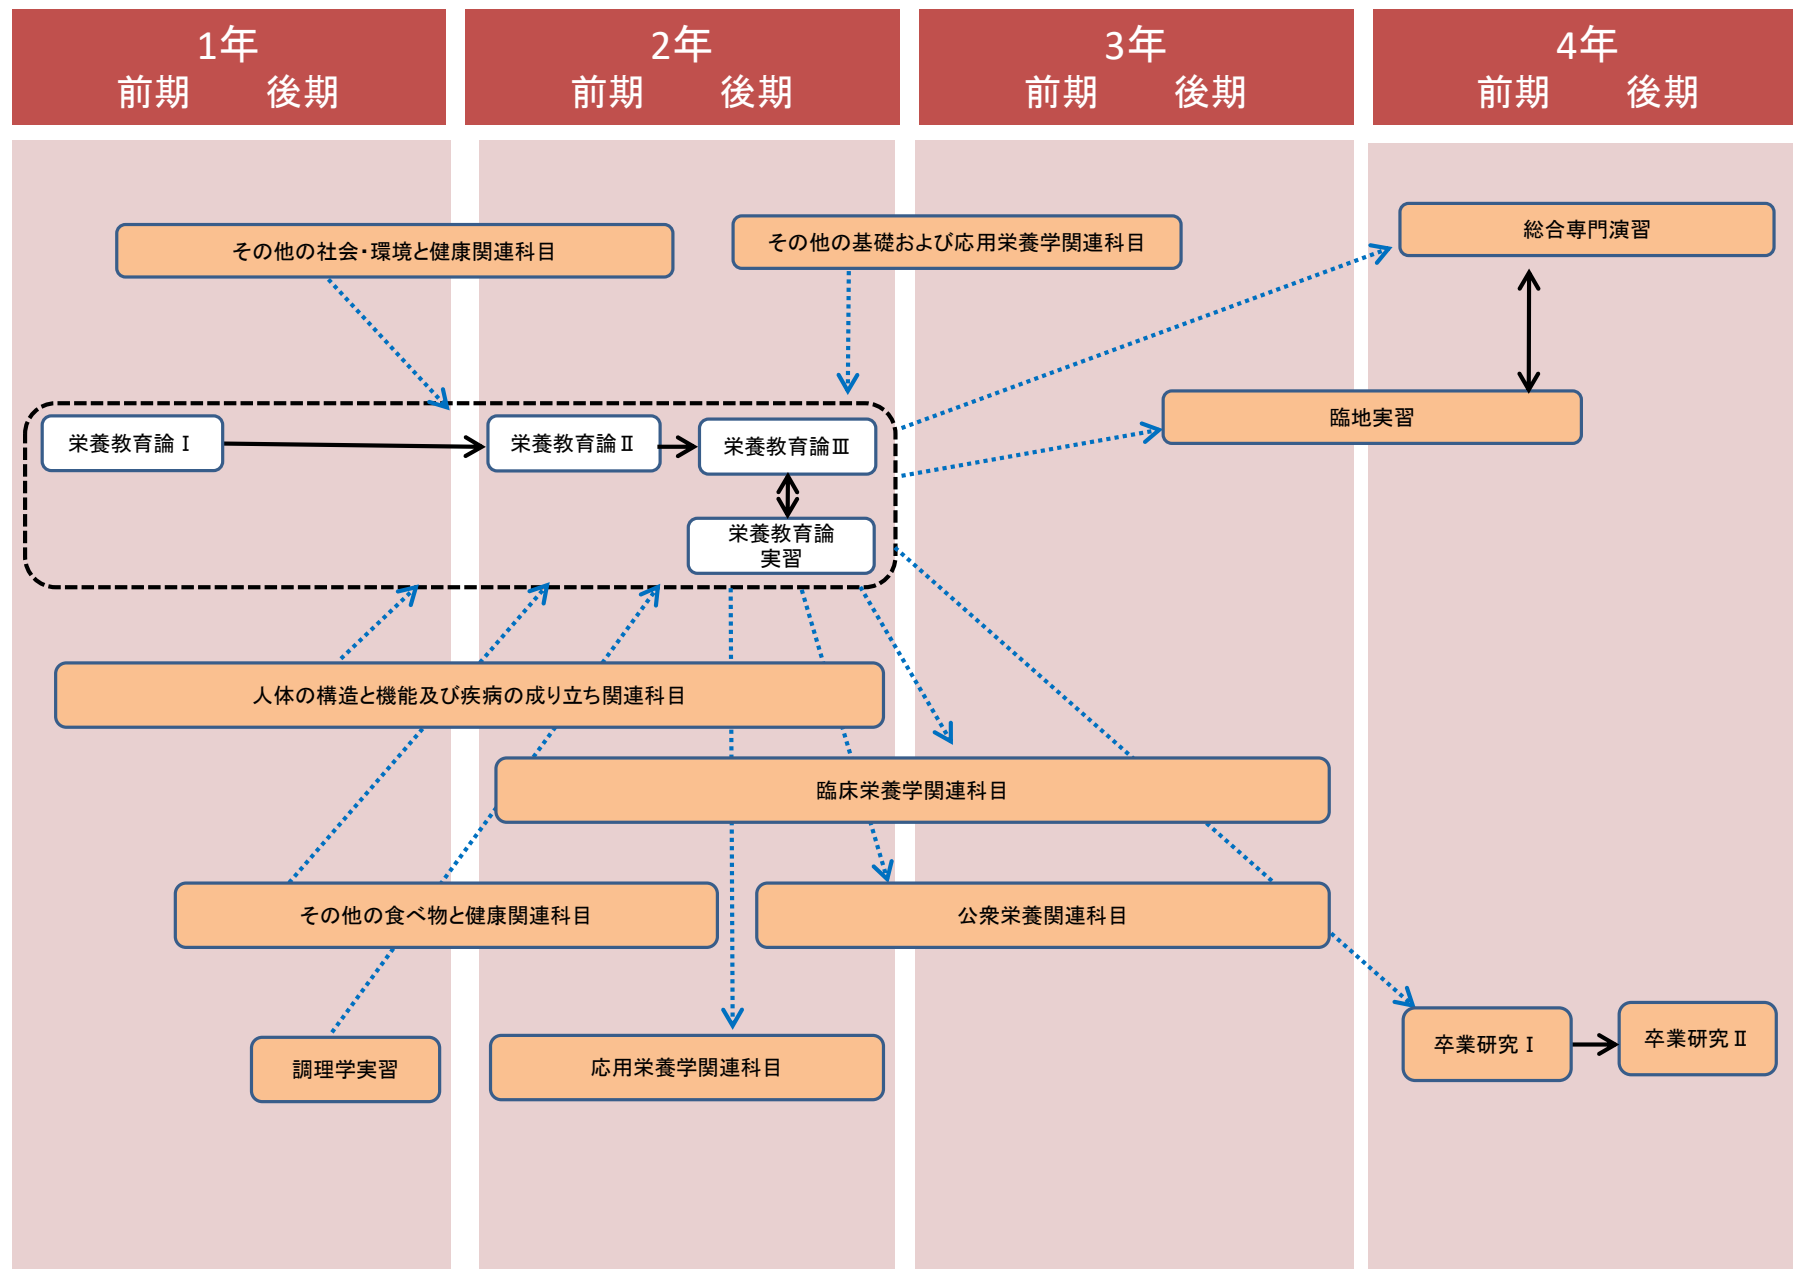 1年
前期 後期
2年
前期 後期
3年
前期 後期
4年
前期 後期
その他の社会・環境と健康関連科目
その他の基礎および応用栄養学関連科目
総合専門演習
臨地実習
栄養教育論Ⅰ
栄養教育論Ⅱ
栄養教育論Ⅲ
栄養教育論
実習
人体の構造と機能及び疾病の成り立ち関連科目
臨床栄養学関連科目
その他の食べ物と健康関連科目
公衆栄養関連科目
調理学実習
応用栄養学関連科目
卒業研究Ⅰ
卒業研究Ⅱ